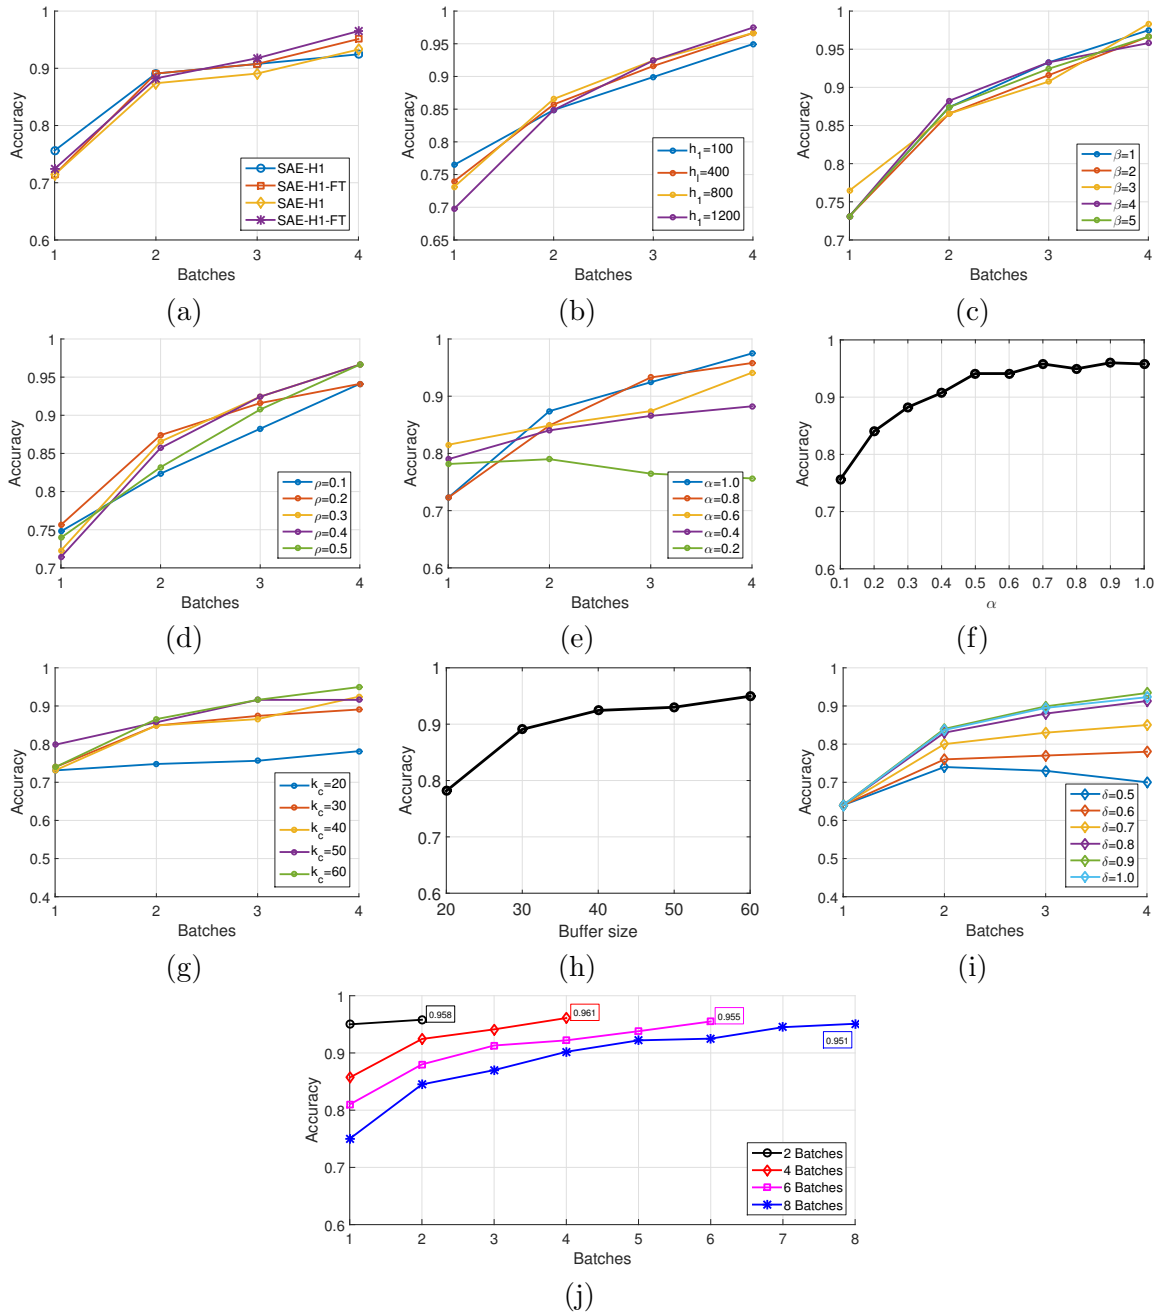 1
0.9
0.8
0.7
0.6
Accuracy
SAE-H1
SAE-H1-FT
SAE-H1
SAE-H1-FT
1 2 3 4
Batches
(a)
1
0.95
0.9
0.85
0.8
0.75
0.7
0.65
Accuracy
h_1=100
h_l=400
h_1=800
h_1=1200
1 2 3 4
Batches
(b)
1
0.95
0.9
0.85
0.8
0.75
0.7
Accuracy
β=1
β=2
β=3
β=4
β=5
1 2 3 4
Batches
(c)
1
0.95
0.9
0.85
0.8
0.75
0.7
Accuracy
ρ=0.1
ρ=0.2
ρ=0.3
ρ=0.4
ρ=0.5
1 2 3 4
Batches
(d)
1
0.9
0.8
0.7
0.6
Accuracy
α=1.0
α=0.8
α=0.6
α=0.4
α=0.2
1 2 3 4
Batches
(e)
1
0.9
0.8
0.7
0.6
Accuracy
0.1 0.2 0.3 0.4 0.5 0.6 0.7 0.8 0.9 1.0
α
(f)
1
0.9
0.8
0.7
0.6
0.5
0.4
Accuracy
k_c=20
k_c=30
k_c=40
k_c=50
k_c=60
1 2 3 4
Batches
(g)
1
0.9
0.8
0.7
0.6
Accuracy
20 30 40 50 60
Buffer size
(h)
1
0.9
0.8
0.7
0.6
0.5
0.4
Accuracy
δ=0.5
δ=0.6
δ=0.7
δ=0.8
δ=0.9
δ=1.0
1 2 3 4
Batches
(i)
1
0.9
0.8
0.7
0.6
Accuracy
0.958
0.961
0.955
0.951
2 Batches
4 Batches
6 Batches
8 Batches
1 2 3 4 5 6 7 8
Batches
(j)